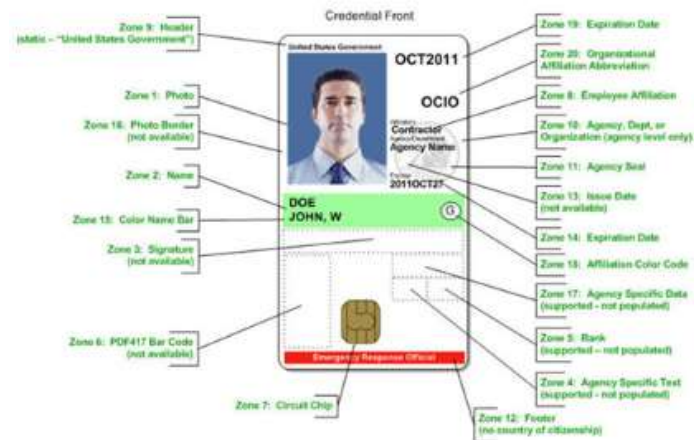 Credential Front
Zone 9: Header
(static – "United States Government")
Zone 1: Photo
Zone 16: Photo Border
(not available)
Zone 2: Name
Zone 15: Color Name Bar
Zone 3: Signature
(not available)
Zone 6: PDF417 Bar Code
(not available)
Zone 7: Circuit Chip
United States Government
OCT2011
OCIO
Affiliation
Contractor
Agency/Department
Agency Name
Expires
2011OCT27
DOE
JOHN, W
G
Emergency Response Official
Zone 19: Expiration Date
Zone 20: Organizational
Affiliation Abbreviation
Zone 8: Employee Affiliation
Zone 10: Agency, Dept, or
Organization (agency level only)
Zone 11: Agency Seal
Zone 13: Issue Date
(not available)
Zone 14: Expiration Date
Zone 18: Affiliation Color Code
Zone 17: Agency Specific Data
(supported - not populated)
Zone 5: Rank
(supported – not populated)
Zone 4: Agency Specific Text
(supported - not populated)
Zone 12: Footer
(no country of citizenship)